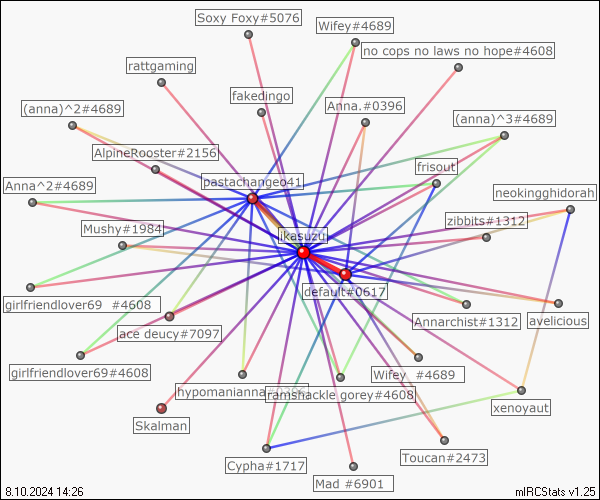 Soxy Foxy#5076
Wifey#4689
no cops no laws no hope#4608
rattgaming
fakedingo
Anna.#0396
(anna)^2#4689
(anna)^3#4689
AlpineRooster#2156
frisout
pastachangeo41
Anna^2#4689
neokingghidorah
zibbits#1312
Mushy#1984
ikasuzu
default#0617
girlfriendlover69 #4608
Annarchist#1312
avelicious
ace deucy#7097
girlfriendlover69#4608
Wifey #4689
hypomanianna
ramshackle gorey#4608
xenoyaut
Skalman
Toucan#2473
Cypha#1717
Mad #6901
8.10.2024 14:26
mIRCStats v1.25